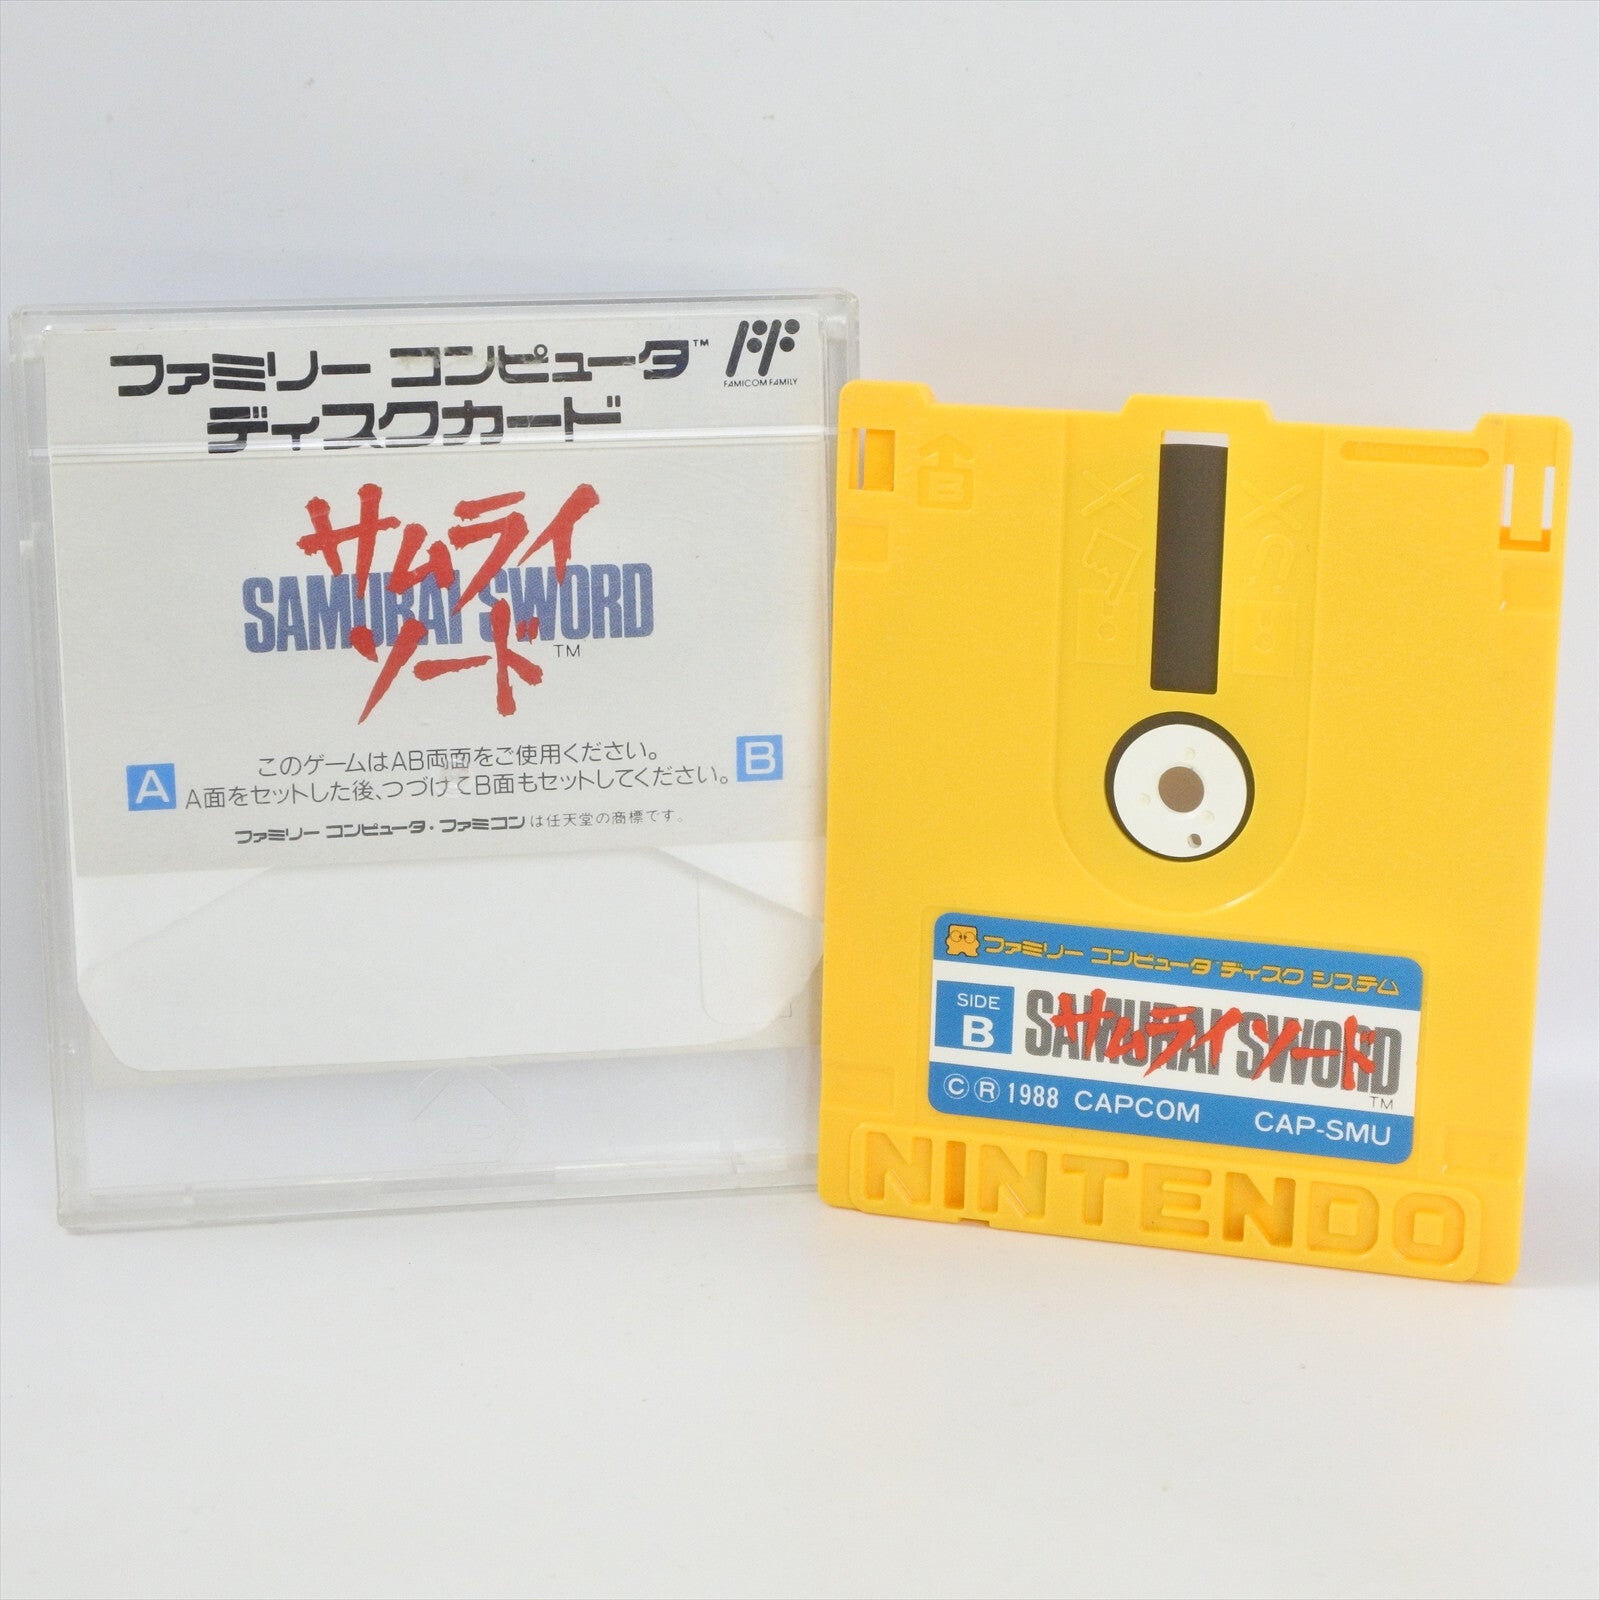 ファミリー コンピュータ™
FAMICOM FAMILY
ディスクカード
サムライ
SAMURAI SWORD
ソード
TM
A
このゲームはAB両面をご使用ください。
A面をセットした後、つづけてB面もセットしてください。
B
ファミリー コンピュータ・ファミコンは任天堂の商標です。
B
ファミリー コンピュータ ディスク システム
SIDE
B
SAMURAI SWORD
サムライ ソード
TM
©® 1988 CAPCOM CAP-SMU
NINTENDO